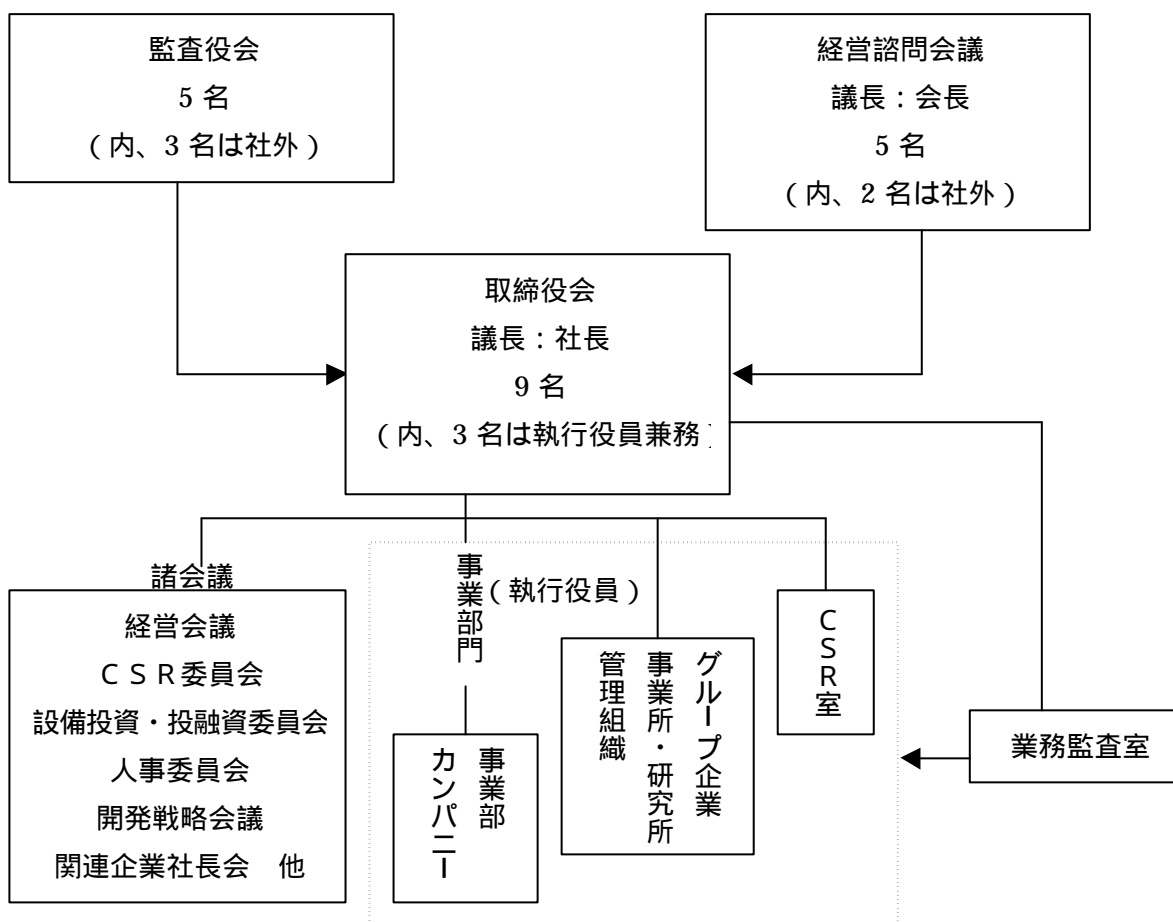 監査役会
5 名
（内、3 名は社外）
経営諮問会議
議長：会長
5 名
（内、2 名は社外）
取締役会
議長：社長
9 名
（内、3 名は執行役員兼務）
諸会議
経営会議
ＣＳＲ委員会
設備投資・投融資委員会
人事委員会
開発戦略会議
関連企業社長会　他
事業部門
（執行役員）
事業部
カンパニー
グループ企業
事業所・研究所
管理組織
ＣＳＲ室
業務監査室